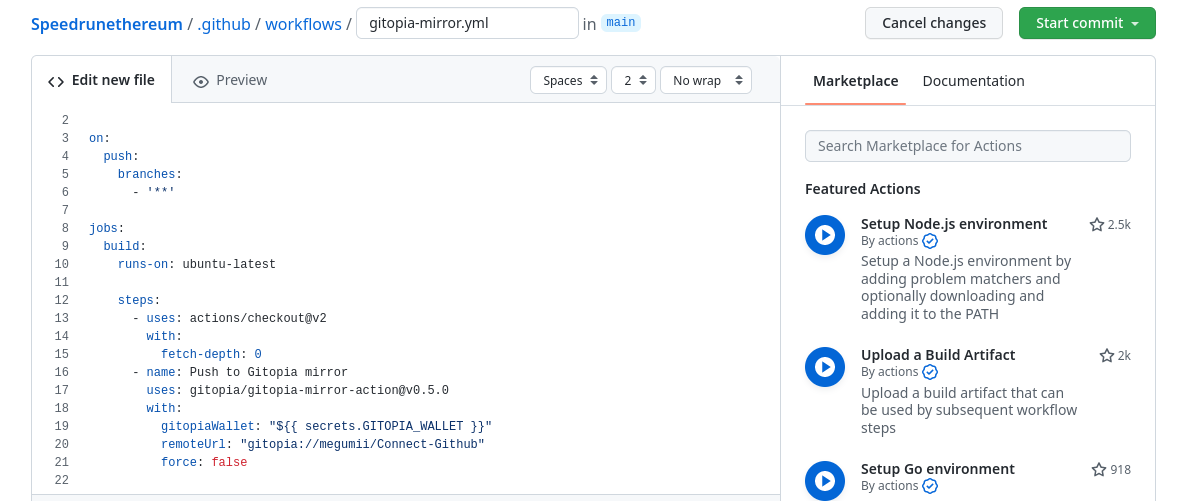 Speedrunethereum / .github / workflows / gitopia-mirror.yml in main
Cancel changes
Start commit
Edit new file
Preview
Spaces
2
No wrap
2
3 on:
4   push:
5     branches:
6       - '**'
7
8 jobs:
9   build:
10     runs-on: ubuntu-latest
11
12     steps:
13       - uses: actions/checkout@v2
14         with:
15           fetch-depth: 0
16       - name: Push to Gitopia mirror
17         uses: gitopia/gitopia-mirror-action@v0.5.0
18         with:
19           gitopiaWallet: "${{ secrets.GITOPIA_WALLET }}"
20           remoteUrl: "gitopia://megumii/Connect-Github"
21           force: false
22
Marketplace
Documentation
Search Marketplace for Actions
Featured Actions
Setup Node.js environment
2.5k
By actions
Setup a Node.js environment by
adding problem matchers and
optionally downloading and
adding it to the PATH
Upload a Build Artifact
2k
By actions
Upload a build artifact that can
be used by subsequent workflow
steps
Setup Go environment
918
By actions